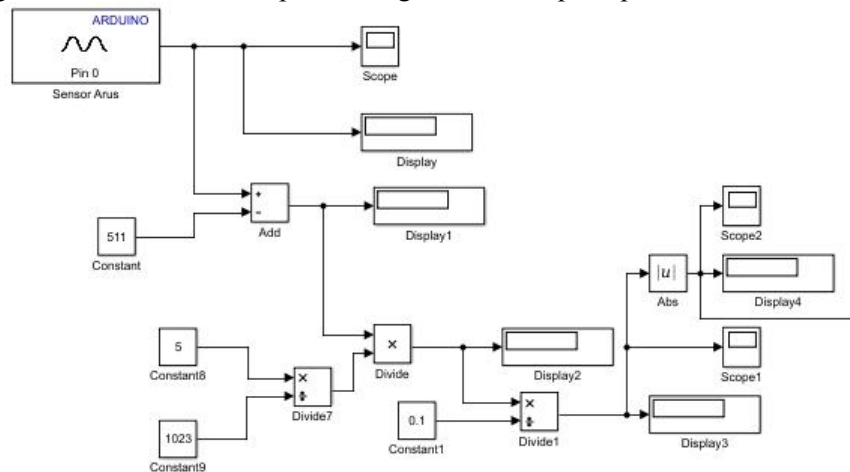 ARDUINO
Pin 0
Sensor Arus
Scope
Display
+
-
Add
511
Constant
Display1
Scope2
|u|
Abs
Display4
5
Constant8
×
÷
Divide7
×
Divide
Display2
Scope1
1023
Constant9
0.1
Constant1
×
÷
Divide1
Display3